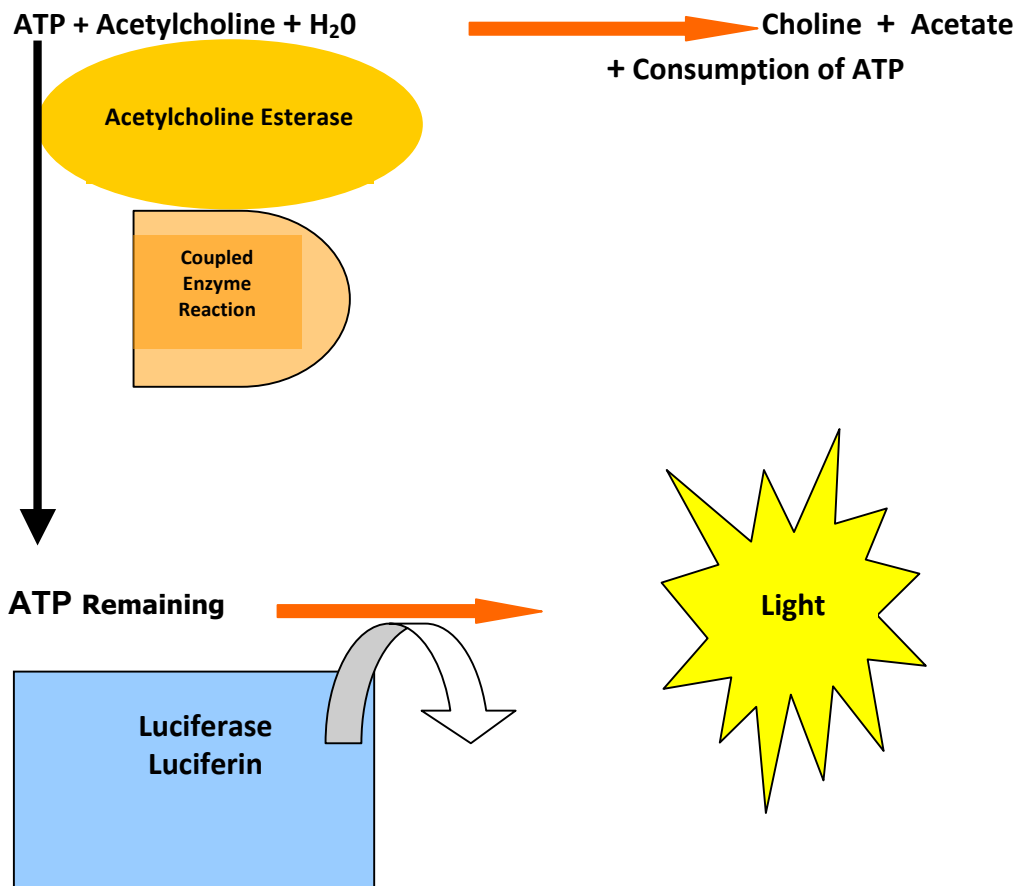 ATP + Acetylcholine + H₂0
Choline + Acetate
+ Consumption of ATP
Acetylcholine Esterase
Coupled
Enzyme
Reaction
ATP Remaining
Light
Luciferase
Luciferin